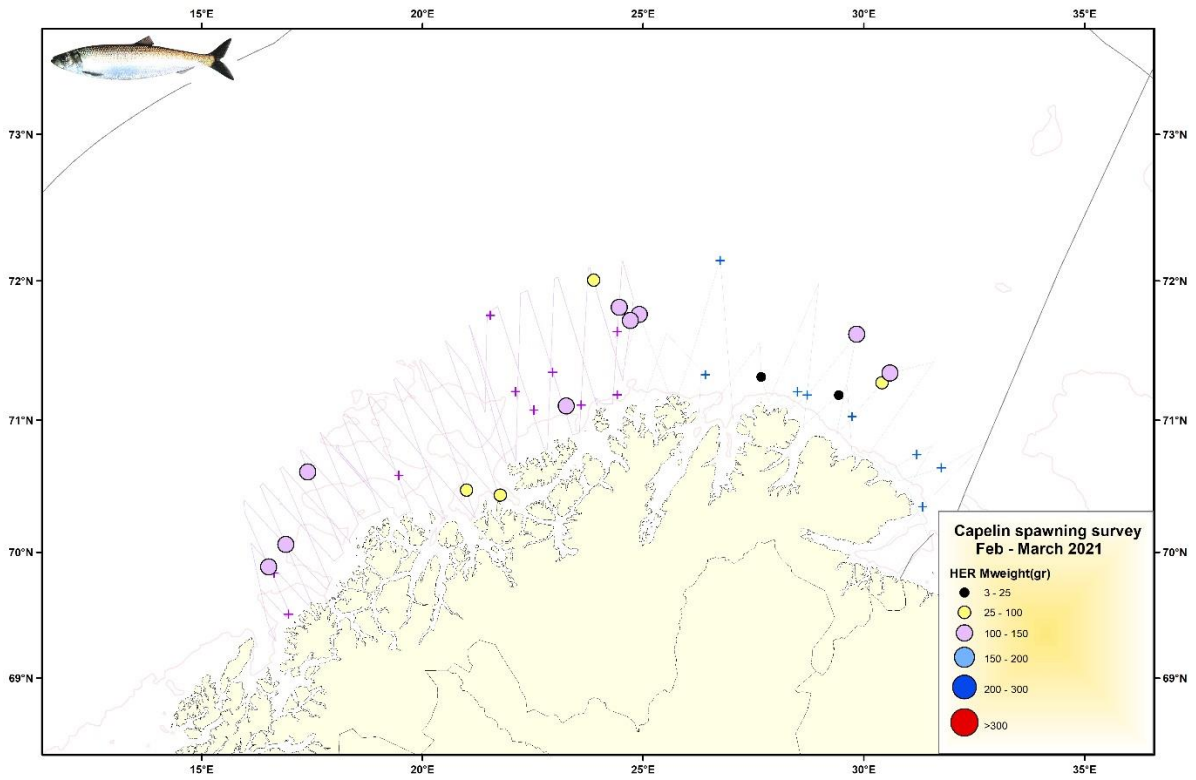 15°E 20°E 25°E 30°E 35°E
73°N 73°N
72°N 72°N
71°N 71°N
70°N 70°N
69°N 69°N
Capelin spawning survey
Feb - March 2021
HER Mweight(gr)
3 - 25
25 - 100
100 - 150
150 - 200
200 - 300
>300
15°E 20°E 25°E 30°E 35°E